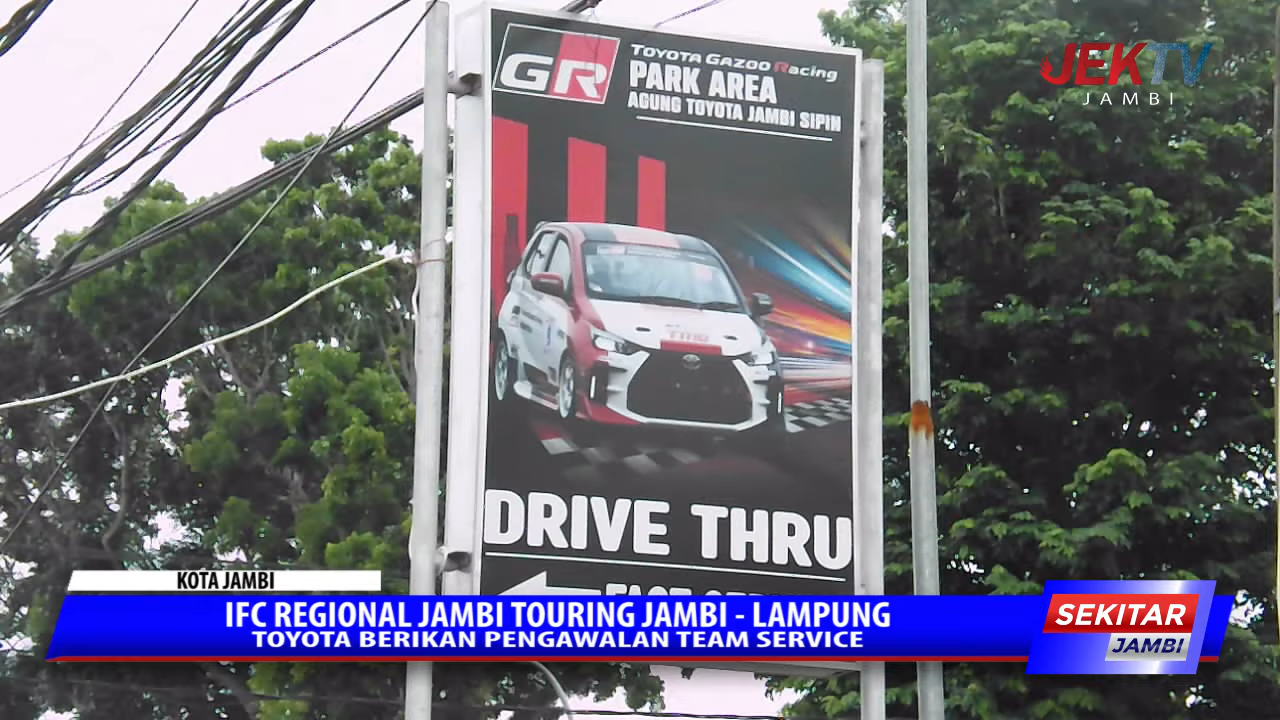 GR
TOYOTA GAZOO Racing
PARK AREA
AGUNG TOYOTA JAMBI SIPIN
JEKTV
JAMBI
DRIVE THRU
KOTA JAMBI
IFC REGIONAL JAMBI TOURING JAMBI - LAMPUNG
TOYOTA BERIKAN PENGAWALAN TEAM SERVICE
SEKITAR
JAMBI